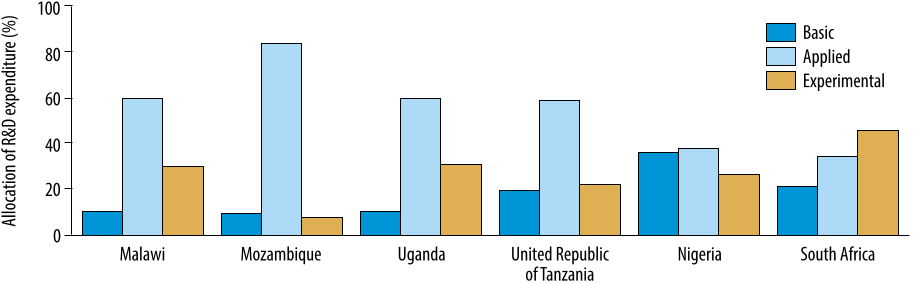 Allocation of R&D expenditure (%)
100
80
60
40
20
0
Basic
Applied
Experimental
Malawi
Mozambique
Uganda
United Republic
of Tanzania
Nigeria
South Africa